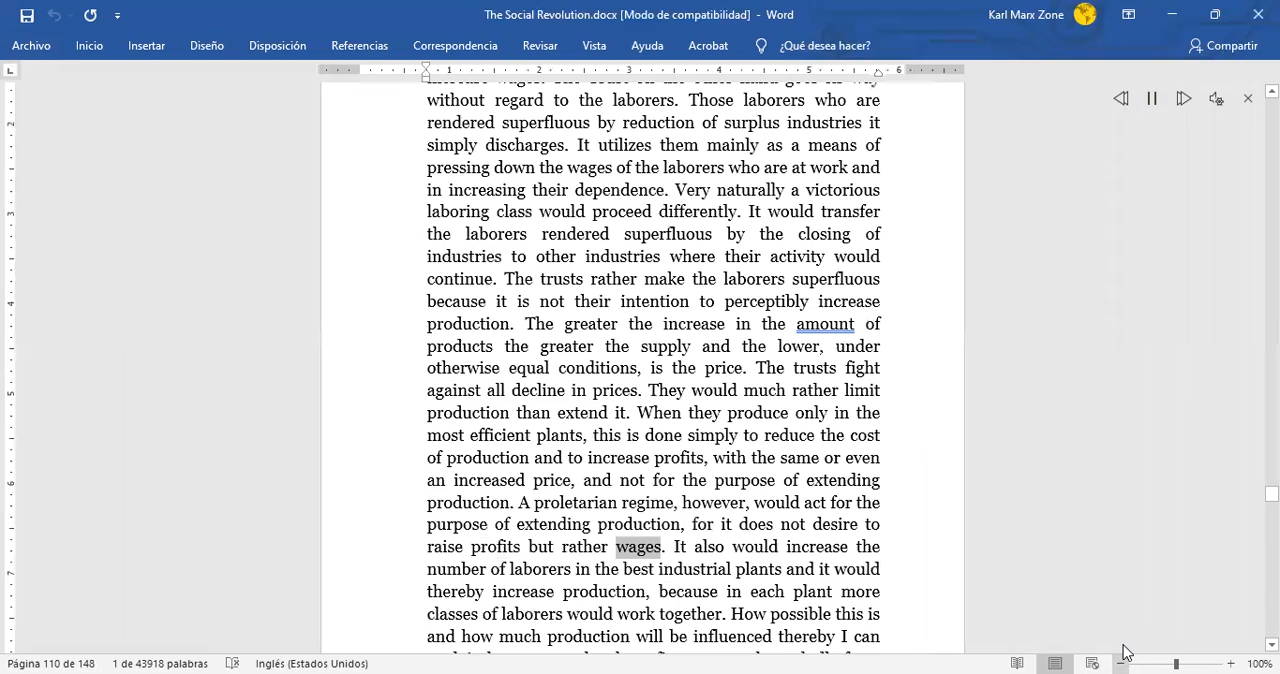 The Social Revolution.docx [Modo de compatibilidad] - Word
Karl Marx Zone
Archivo Inicio Insertar Diseño Disposición Referencias Correspondencia Revisar Vista Ayuda Acrobat ¿Qué desea hacer? Compartir
1 2 3 4 5 6
without regard to the laborers. Those laborers who are
rendered superfluous by reduction of surplus industries it
simply discharges. It utilizes them mainly as a means of
pressing down the wages of the laborers who are at work and
in increasing their dependence. Very naturally a victorious
laboring class would proceed differently. It would transfer
the laborers rendered superfluous by the closing of
industries to other industries where their activity would
continue. The trusts rather make the laborers superfluous
because it is not their intention to perceptibly increase
production. The greater the increase in the amount of
products the greater the supply and the lower, under
otherwise equal conditions, is the price. The trusts fight
against all decline in prices. They would much rather limit
production than extend it. When they produce only in the
most efficient plants, this is done simply to reduce the cost
of production and to increase profits, with the same or even
an increased price, and not for the purpose of extending
production. A proletarian regime, however, would act for the
purpose of extending production, for it does not desire to
raise profits but rather wages. It also would increase the
number of laborers in the best industrial plants and it would
thereby increase production, because in each plant more
classes of laborers would work together. How possible this is
and how much production will be influenced thereby I can
2
3
4
5
6
7
Página 110 de 148 1 de 43918 palabras Inglés (Estados Unidos) 100%